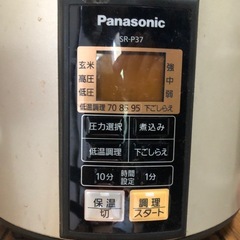 Panasonic
SR-P37
玄米 強
高圧 中
低圧 弱
低温調理 70 85 95 下ごしらえ
圧力選択 煮込み
低温調理 下ごしらえ
10分 時間設定 1分
保温 調理
切 スタート